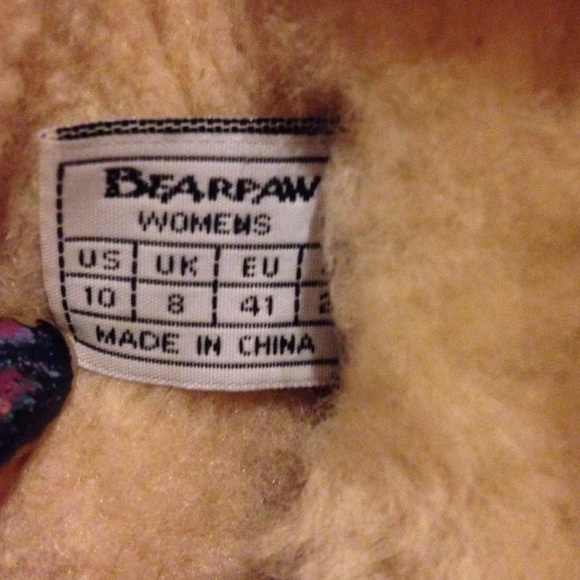 BEARPAW
WOMENS
US UK EU
10 8 41
MADE IN CHINA